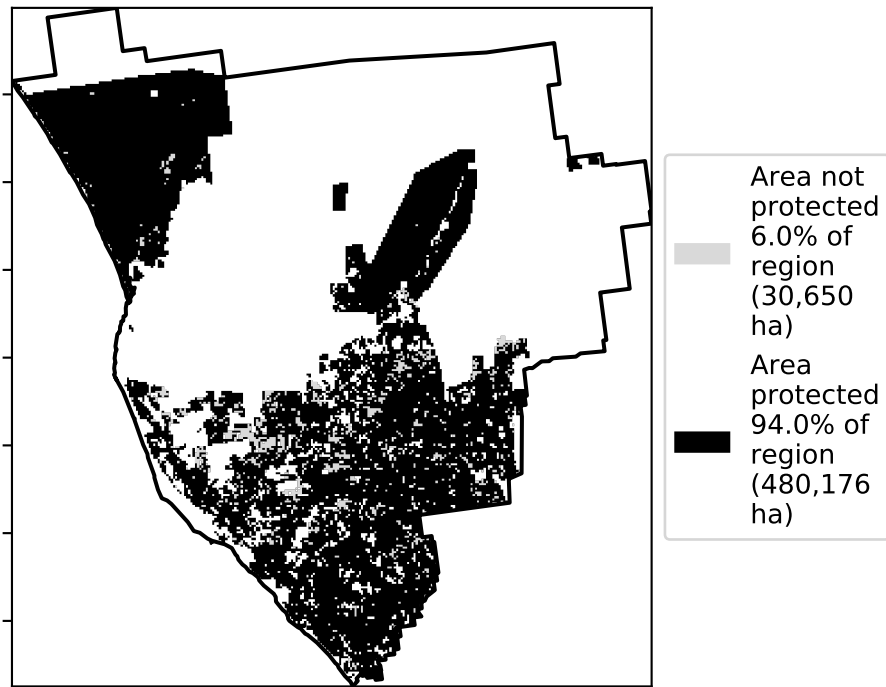 Area not
protected
6.0% of
region
(30,650
ha)
Area
protected
94.0% of
region
(480,176
ha)